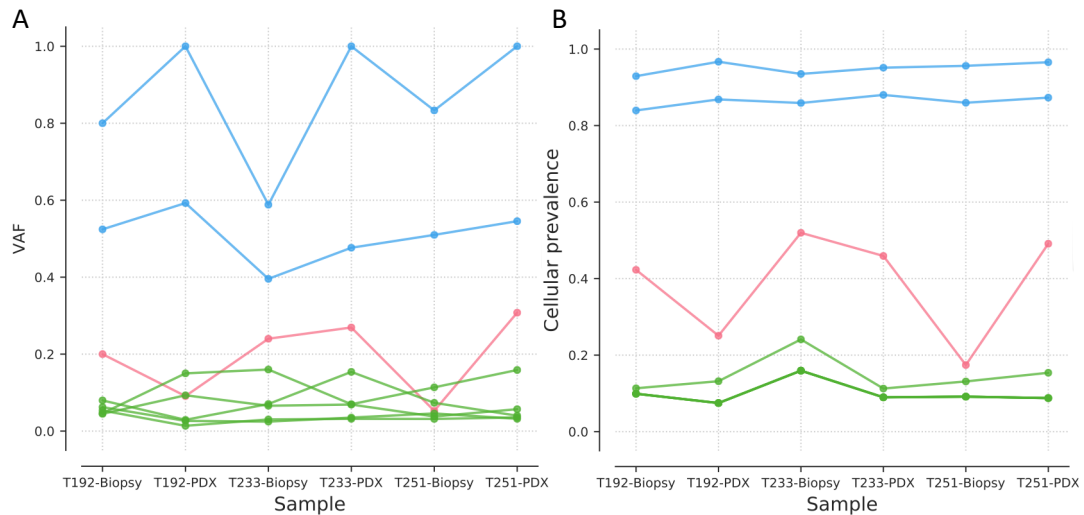 A
1.0
0.8
0.6
0.4
0.2
0.0
VAF
T192-Biopsy T192-PDX T233-Biopsy T233-PDX T251-Biopsy T251-PDX
Sample
B
1.0
0.8
0.6
0.4
0.2
0.0
Cellular prevalence
T192-Biopsy T192-PDX T233-Biopsy T233-PDX T251-Biopsy T251-PDX
Sample